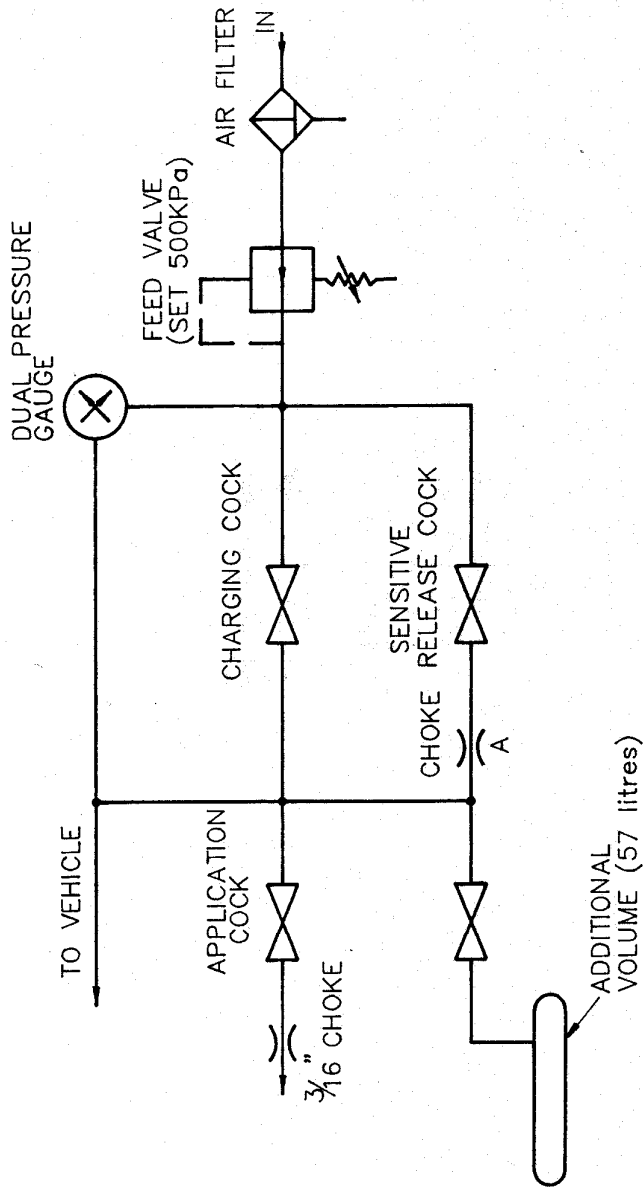 DUAL PRESSURE
GAUGE
FEED VALVE
(SET 500KPa)
AIR FILTER
IN
TO VEHICLE
CHARGING COCK
APPLICATION
COCK
3/16" CHOKE
SENSITIVE
RELEASE COCK
CHOKE
A
ADDITIONAL
VOLUME (57 litres)